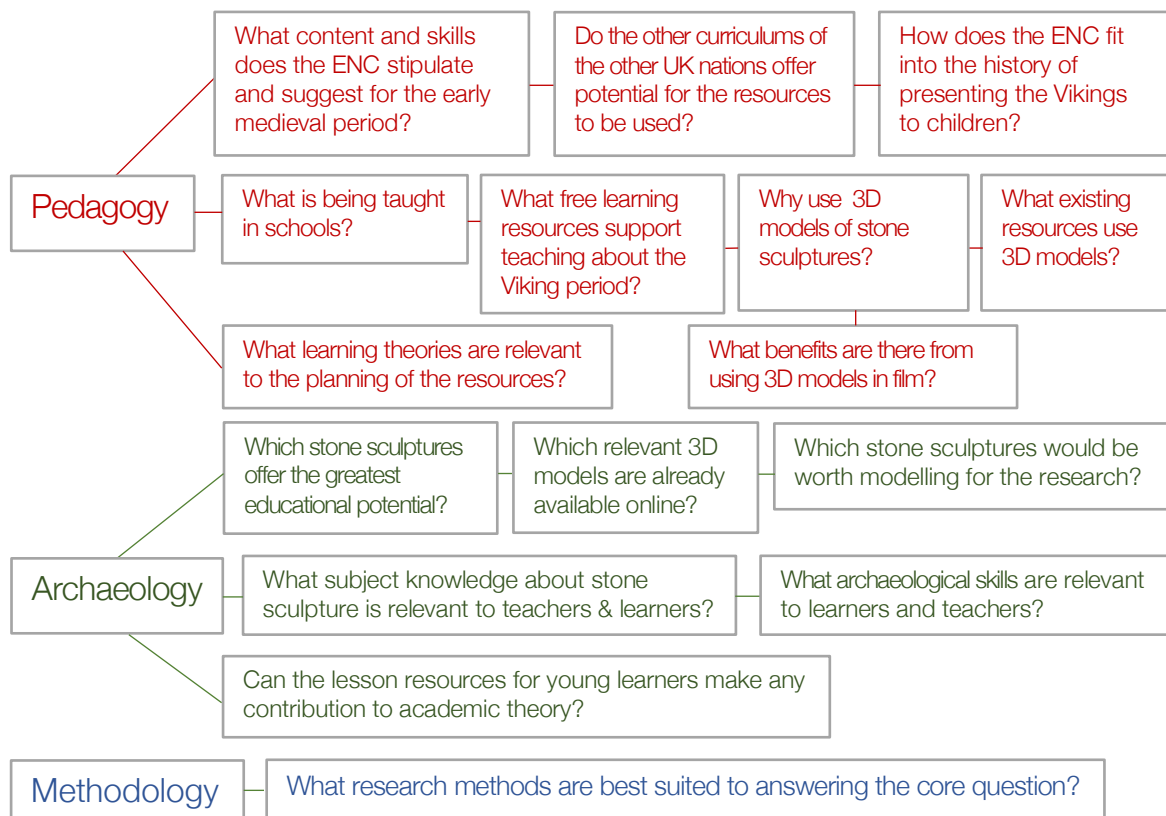 What content and skills
does the ENC stipulate
and suggest for the early
medieval period?
Do the other curriculums of
the other UK nations offer
potential for the resources
to be used?
How does the ENC fit
into the history of
presenting the Vikings
to children?
Pedagogy
What is being taught
in schools?
What free learning
resources support
teaching about the
Viking period?
Why use 3D
models of stone
sculptures?
What existing
resources use
3D models?
What learning theories are relevant
to the planning of the resources?
What benefits are there from
using 3D models in film?
Which stone sculptures
offer the greatest
educational potential?
Which relevant 3D
models are already
available online?
Which stone sculptures would be
worth modelling for the research?
Archaeology
What subject knowledge about stone
sculpture is relevant to teachers & learners?
What archaeological skills are relevant
to learners and teachers?
Can the lesson resources for young learners make any
contribution to academic theory?
Methodology
What research methods are best suited to answering the core question?